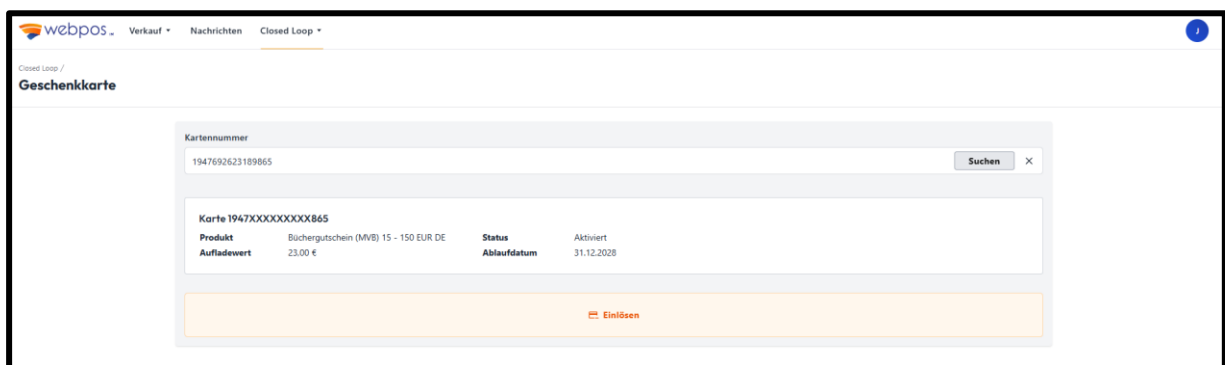 webpos Verkauf Nachrichten Closed Loop J
Closed Loop /
Geschenkkarte
Kartennummer
1947692623189865 Suchen
Karte 1947XXXXXXXXX865
Produkt Büchergutschein (MVB) 15 - 150 EUR DE Status Aktiviert
Aufladewert 23,00 € Ablaufdatum 31.12.2028
Einlösen